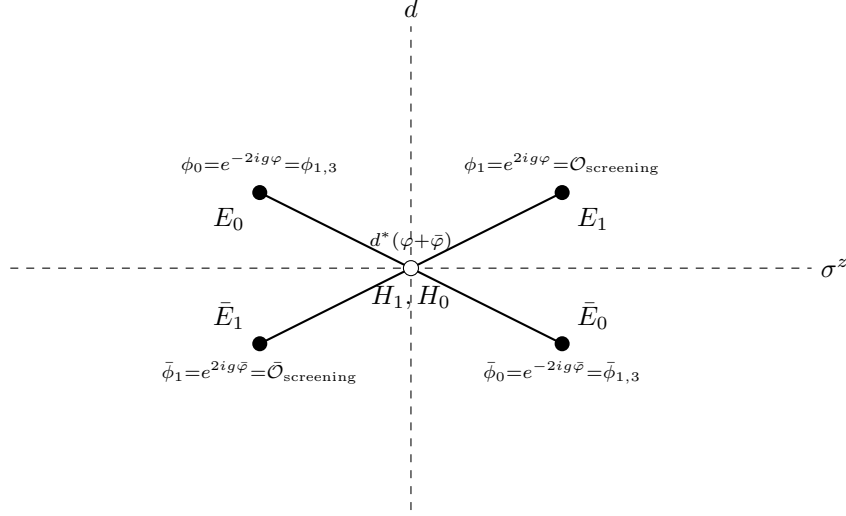 d
ϕ₀=e⁻²ⁱᵍᵠ=ϕ₁,₃
ϕ₁=e²ⁱᵍᵠ=𝒪screening
E₀
E₁
d*(φ+φ̄)
σᶻ
H₁, H₀
Ē₁
Ē₀
ϕ̄₁=e²ⁱᵍᵠ̄=𝒪̄screening
ϕ̄₀=e⁻²ⁱᵍᵠ̄=ϕ̄₁,₃